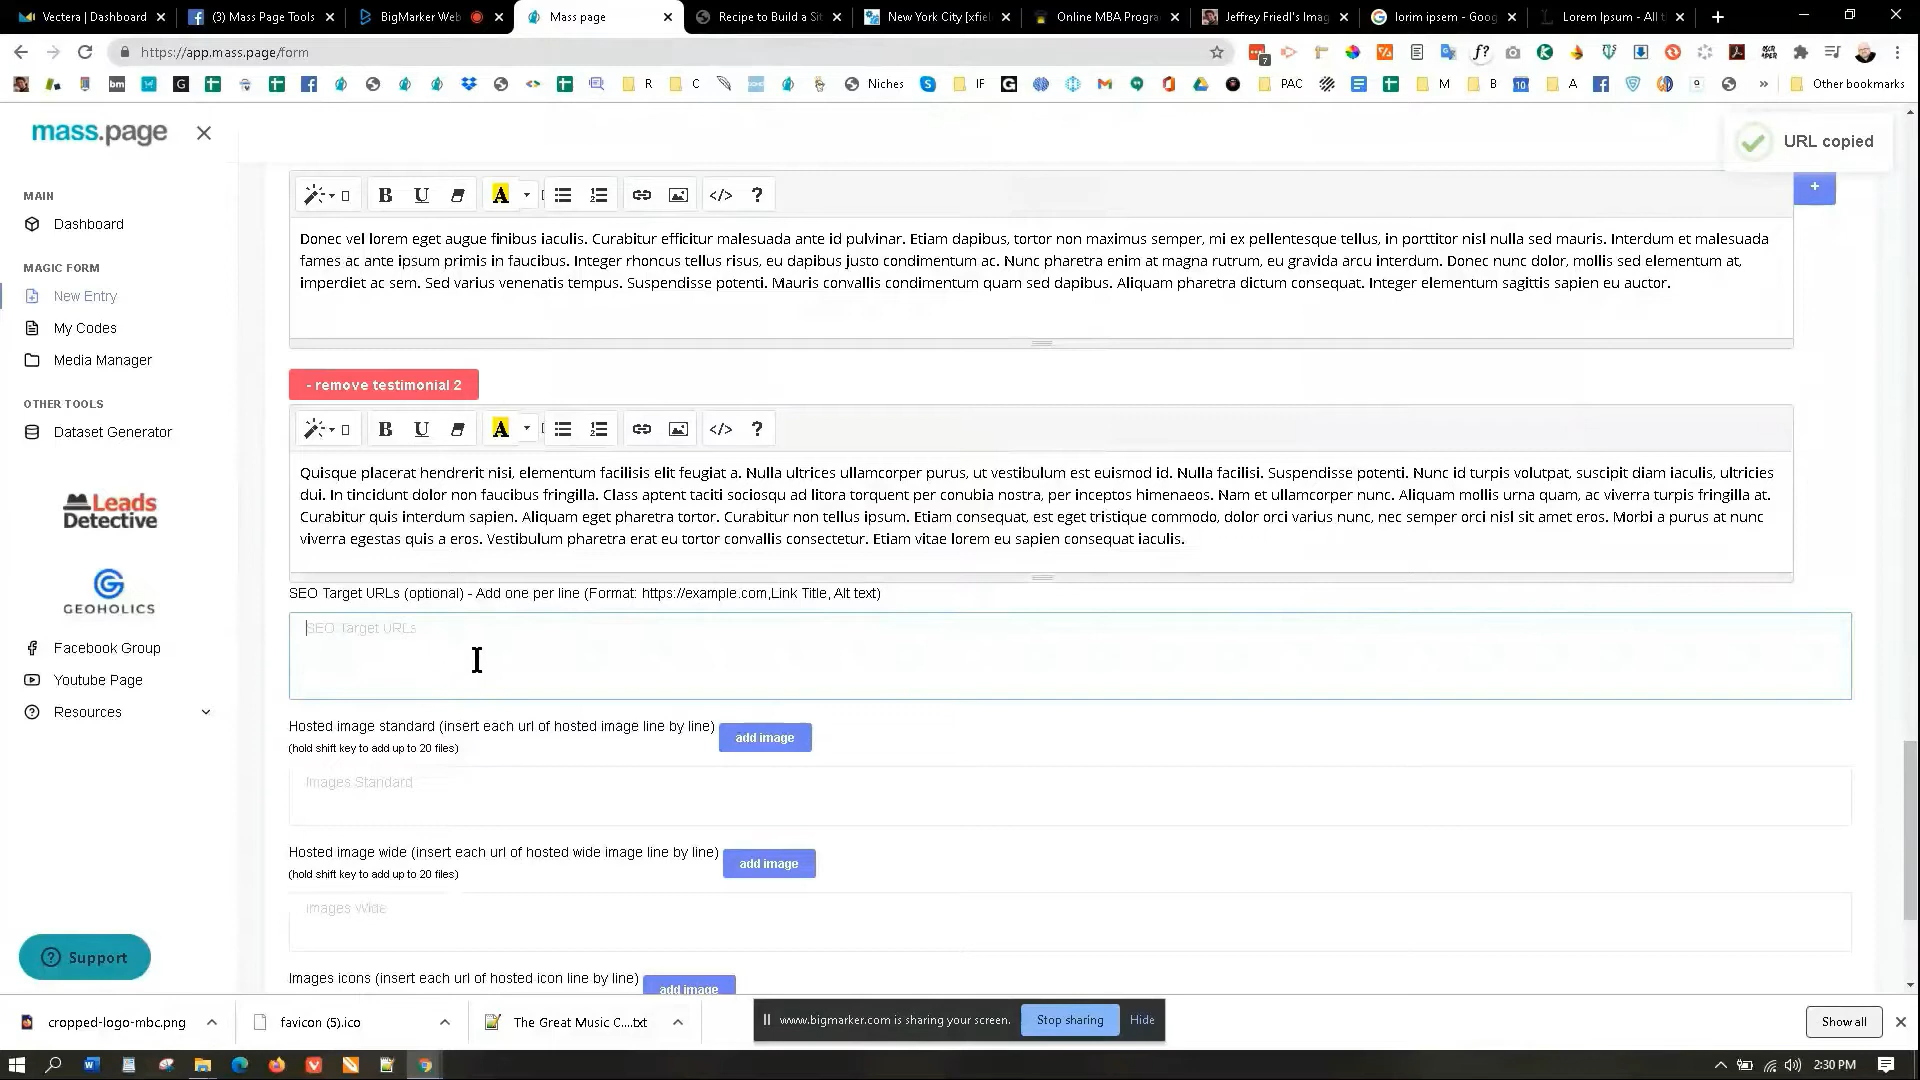 Vectera | Dashboard
(3) Mass Page Tools
BigMarker Web
Mass page
Recipe to Build a Sit
New York City [xfiel
Online MBA Progra
Jeffrey Friedl's Imag
lorim ipsem - Goog
Lorem Ipsum - All t
https://app.mass.page/form
7
f?
bm
G
R
C
Niches
IF
G
PAC
M
B
10
A
Other bookmarks
mass.page
URL copied
MAIN
Dashboard
MAGIC FORM
New Entry
My Codes
Media Manager
OTHER TOOLS
Dataset Generator
Leads
Detective
GEOHOLICS
Facebook Group
Youtube Page
Resources
Support
B U A </> ?
+
Donec vel lorem eget augue finibus iaculis. Curabitur efficitur malesuada ante id pulvinar. Etiam dapibus, tortor non maximus semper, mi ex pellentesque tellus, in porttitor nisl nulla sed mauris. Interdum et malesuada
fames ac ante ipsum primis in faucibus. Integer rhoncus tellus risus, eu dapibus justo condimentum ac. Nunc pharetra enim at magna rutrum, eu gravida arcu interdum. Donec nunc dolor, mollis sed elementum at,
imperdiet ac sem. Sed varius venenatis tempus. Suspendisse potenti. Mauris convallis condimentum quam sed dapibus. Aliquam pharetra dictum consequat. Integer elementum sagittis sapien eu auctor.
- remove testimonial 2
B U A </> ?
Quisque placerat hendrerit nisi, elementum facilisis elit feugiat a. Nulla ultrices ullamcorper purus, ut vestibulum est euismod id. Nulla facilisi. Suspendisse potenti. Nunc id turpis volutpat, suscipit diam iaculis, ultricies
dui. In tincidunt dolor non faucibus fringilla. Class aptent taciti sociosqu ad litora torquent per conubia nostra, per inceptos himenaeos. Nam et ullamcorper nunc. Aliquam mollis urna quam, ac viverra turpis fringilla at.
Curabitur quis interdum sapien. Aliquam eget pharetra tortor. Curabitur non tellus ipsum. Etiam consequat, est eget tristique commodo, dolor orci varius nunc, nec semper orci nisl sit amet eros. Morbi a purus at nunc
viverra egestas quis a eros. Vestibulum pharetra erat eu tortor convallis consectetur. Etiam vitae lorem eu sapien consequat iaculis.
SEO Target URLs (optional) - Add one per line (Format: https://example.com,Link Title, Alt text)
SEO Target URLs
Hosted image standard (insert each url of hosted image line by line)
add image
(hold shift key to add up to 20 files)
Images Standard
Hosted image wide (insert each url of hosted wide image line by line)
add image
(hold shift key to add up to 20 files)
Images Wide
Images icons (insert each url of hosted icon line by line)
add image
cropped-logo-mbc.png
favicon (5).ico
The Great Music C....txt
www.bigmarker.com is sharing your screen.
Stop sharing
Hide
Show all
2:30 PM